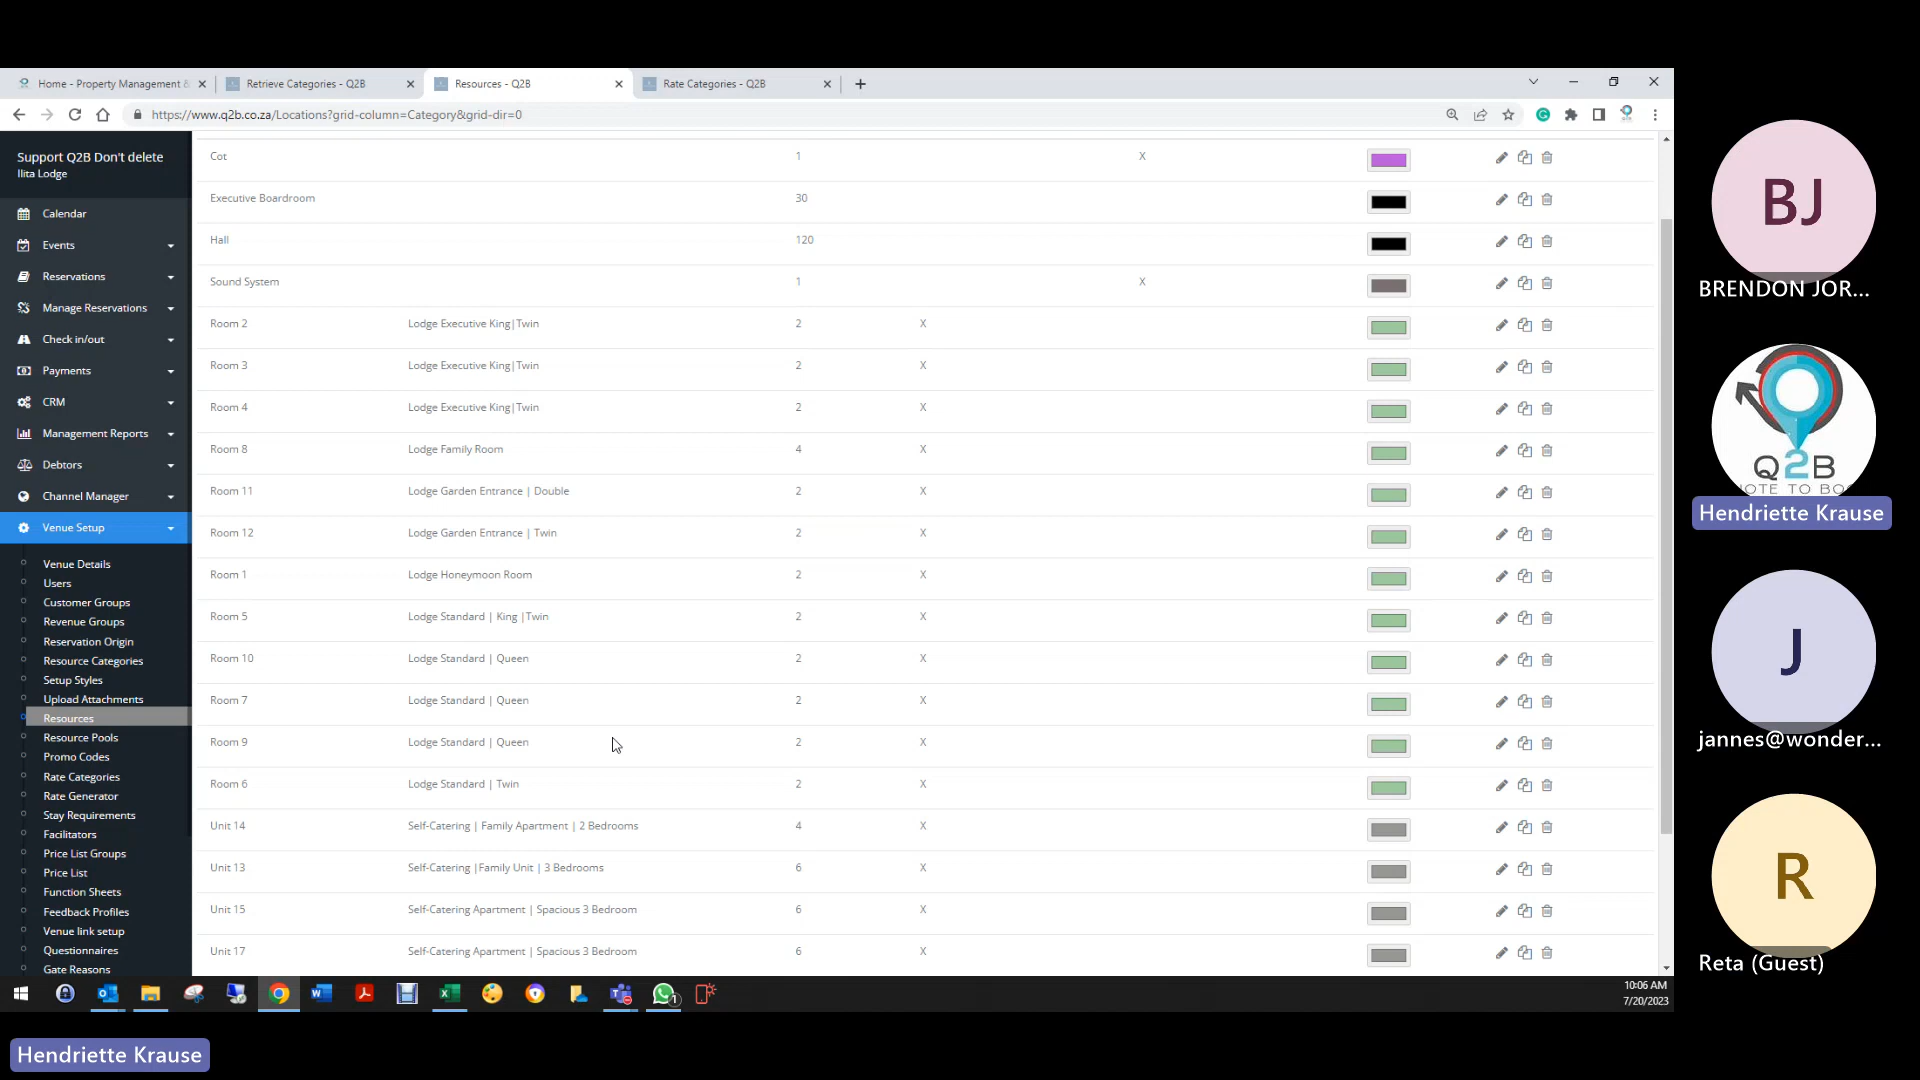 Home - Property Management &
Retrieve Categories - Q2B
Resources - Q2B
Rate Categories - Q2B
https://www.q2b.co.za/Locations?grid-column=Category&grid-dir=0
Support Q2B Don't delete
Ilita Lodge
Calendar
Events
Reservations
Manage Reservations
Check in/out
Payments
CRM
Management Reports
Debtors
Channel Manager
Venue Setup
Venue Details
Users
Customer Groups
Revenue Groups
Reservation Origin
Resource Categories
Setup Styles
Upload Attachments
Resources
Resource Pools
Promo Codes
Rate Categories
Rate Generator
Stay Requirements
Facilitators
Price List Groups
Price List
Function Sheets
Feedback Profiles
Venue link setup
Questionnaires
Gate Reasons
Cot 1 X
Executive Boardroom 30
Hall 120
Sound System 1 X
Room 2 Lodge Executive King|Twin 2 X
Room 3 Lodge Executive King|Twin 2 X
Room 4 Lodge Executive King|Twin 2 X
Room 8 Lodge Family Room 4 X
Room 11 Lodge Garden Entrance | Double 2 X
Room 12 Lodge Garden Entrance | Twin 2 X
Room 1 Lodge Honeymoon Room 2 X
Room 5 Lodge Standard | King |Twin 2 X
Room 10 Lodge Standard | Queen 2 X
Room 7 Lodge Standard | Queen 2 X
Room 9 Lodge Standard | Queen 2 X
Room 6 Lodge Standard | Twin 2 X
Unit 14 Self-Catering | Family Apartment | 2 Bedrooms 4 X
Unit 13 Self-Catering |Family Unit | 3 Bedrooms 6 X
Unit 15 Self-Catering Apartment | Spacious 3 Bedroom 6 X
Unit 17 Self-Catering Apartment | Spacious 3 Bedroom 6 X
10:06 AM
7/20/2023
BJ
BRENDON JOR...
Q2B
OTE TO BO
Hendriette Krause
J
jannes@wonder...
R
Reta (Guest)
Hendriette Krause